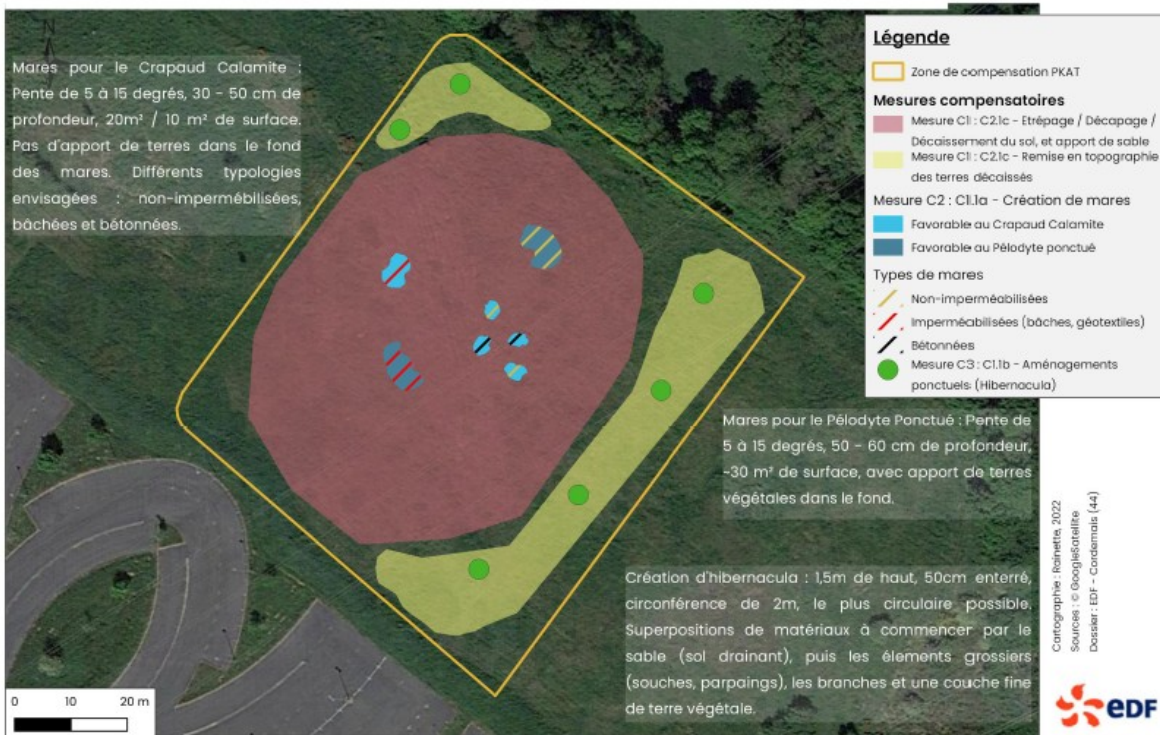 Mares pour le Crapaud Calamite :
Pente de 5 à 15 degrés, 30 - 50 cm de
profondeur, 20m² / 10 m² de surface.
Pas d'apport de terres dans le fond
des mares. Différents typologies
envisagées : non-imperméabilisées,
bâchées et bétonnées.
Légende
Zone de compensation PKAT
Mesures compensatoires
Mesure C1 : C2.1c - Etrépage / Décapage /
Décaissement du sol, et apport de sable
Mesure C1 : C2.1c - Remise en topographie
des terres décaissés
Mesure C2 : C1.1a - Création de mares
Favorable au Crapaud Calamite
Favorable au Pélodyte ponctué
Types de mares
Non-imperméabilisées
Imperméabilisées (bâches, géotextiles)
Bétonnées
Mesure C3 : C1.1b - Aménagements
ponctuels (Hibernacula)
Mares pour le Pélodyte Ponctué : Pente de
5 à 15 degrés, 50 - 60 cm de profondeur,
~30 m² de surface, avec apport de terres
végétales dans le fond.
Création d'hibernacula : 1,5m de haut, 50cm enterré,
circonférence de 2m, le plus circulaire possible.
Superpositions de matériaux à commencer par le
sable (sol drainant), puis les élements grossiers
(souches, parpaings), les branches et une couche fine
de terre végétale.
Cartographie : Rainette, 2022
Sources : © GoogleSatellite
Dossier : EDF - Cordemais (44)
0 10 20 m
edF